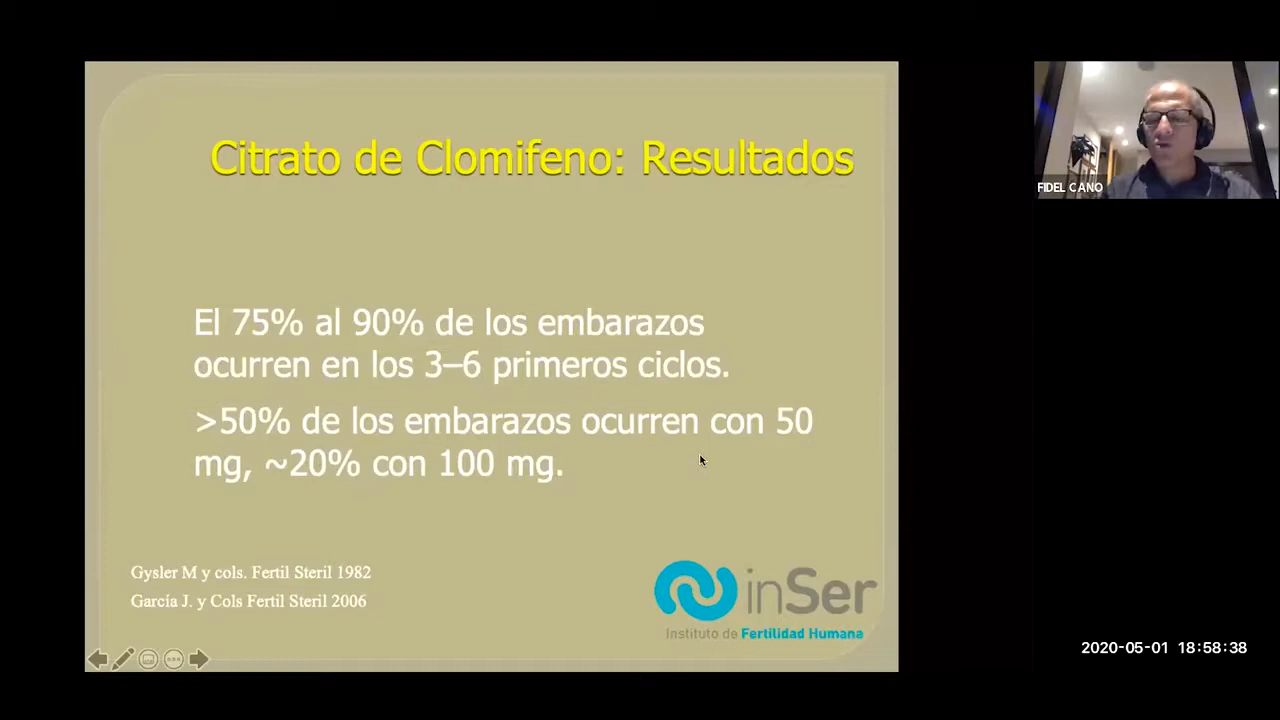 Citrato de Clomifeno: Resultados
El 75% al 90% de los embarazos
ocurren en los 3–6 primeros ciclos.
>50% de los embarazos ocurren con 50
mg, ~20% con 100 mg.
Gysler M y cols. Fertil Steril 1982
García J. y Cols Fertil Steril 2006
inSer
Instituto de Fertilidad Humana
FIDEL CANO
2020-05-01 18:58:38